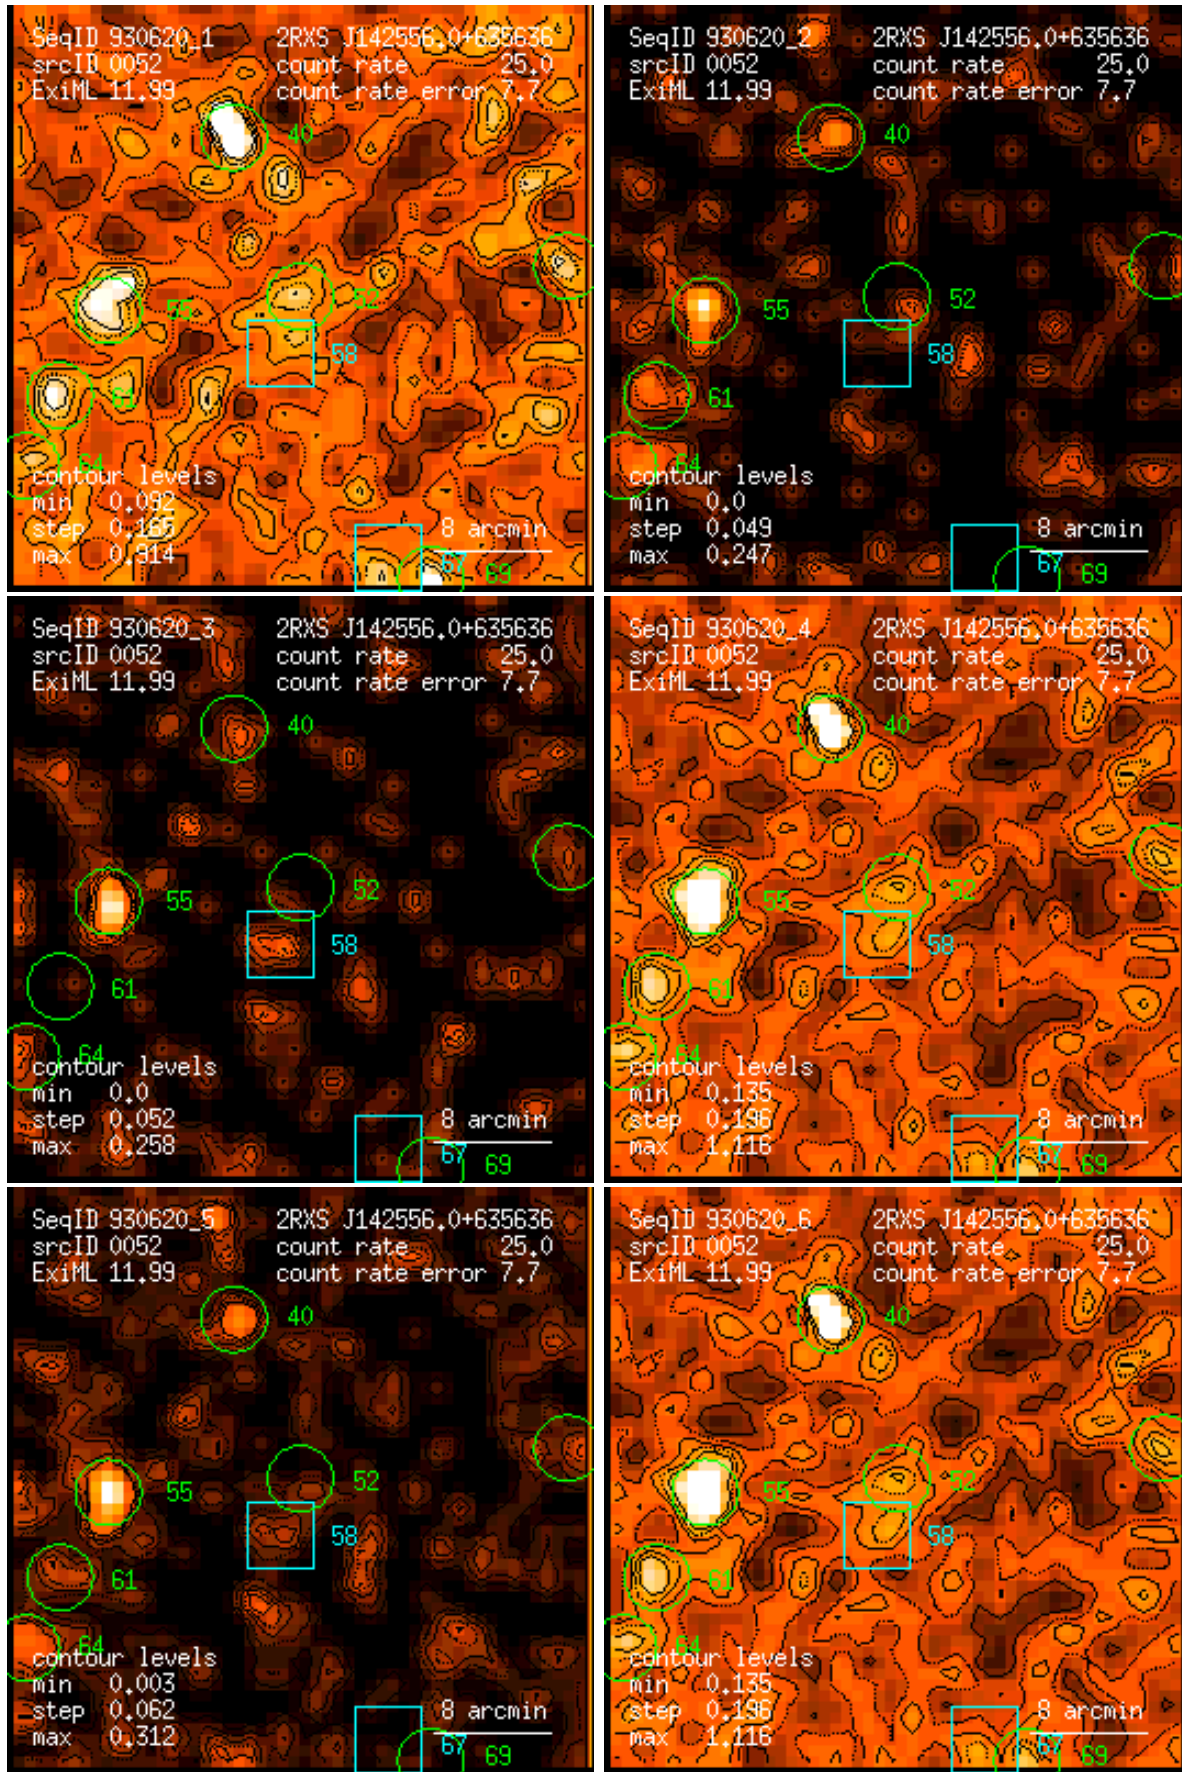 SeqID 930620_1 2RXS J142556.0+635636
srcID 0052 count rate 25.0
ExiML 11.99 count rate error 7.7
40
52
55
58
61
64
contour levels
min 0.092
step 0.165 8 arcmin
max 0.914
67 69
SeqID 930620_2 2RXS J142556.0+635636
srcID 0052 count rate 25.0
ExiML 11.99 count rate error 7.7
40
52
55
58
61
64
contour levels
min 0.0
step 0.049 8 arcmin
max 0.247
67 69
SeqID 930620_3 2RXS J142556.0+635636
srcID 0052 count rate 25.0
ExiML 11.99 count rate error 7.7
40
52
55
58
61
64
contour levels
min 0.0
step 0.052 8 arcmin
max 0.258
67 69
SeqID 930620_4 2RXS J142556.0+635636
srcID 0052 count rate 25.0
ExiML 11.99 count rate error 7.7
40
52
55
58
61
64
contour levels
min 0.135
step 0.196 8 arcmin
max 1.116
67 69
SeqID 930620_5 2RXS J142556.0+635636
srcID 0052 count rate 25.0
ExiML 11.99 count rate error 7.7
40
52
55
58
61
64
contour levels
min 0.003
step 0.062 8 arcmin
max 0.312
67 69
SeqID 930620_6 2RXS J142556.0+635636
srcID 0052 count rate 25.0
ExiML 11.99 count rate error 7.7
40
52
55
58
61
64
contour levels
min 0.135
step 0.196 8 arcmin
max 1.116
67 69